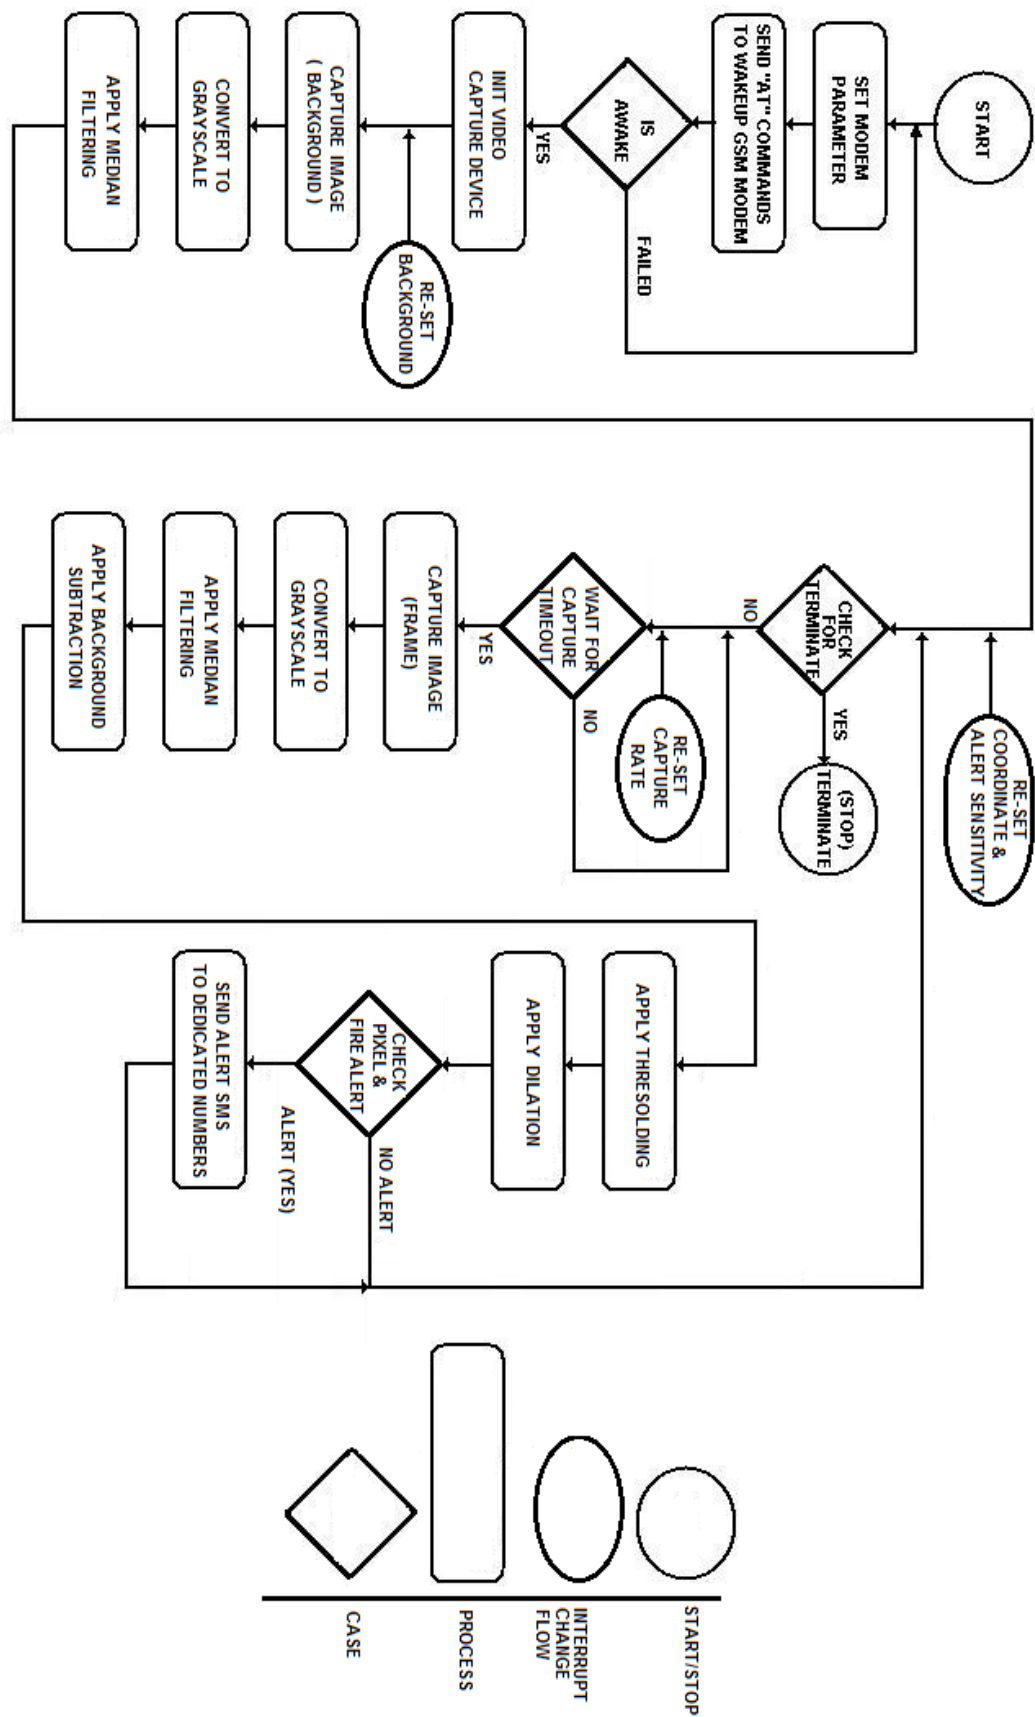 START
SET MODEM
PARAMETER
SEND "AT"COMMANDS
TO WAKEUP GSM MODEM
IS
AWAKE
FAILED
YES
INIT VIDEO
CAPTURE DEVICE
RE-SET
BACKGROUND
CAPTURE IMAGE
( BACKGROUND )
CONVERT TO
GRAYSCALE
APPLY MEDIAN
FILTERING
RE-SET
COORDINATE &
ALERT SENSITIVITY
CHECK
FOR
TERMINATE
YES
(STOP)
TERMINATE
NO
RE-SET
CAPTURE
RATE
WAIT FOR
CAPTURE
TIMEOUT
NO
YES
CAPTURE IMAGE
(FRAME)
CONVERT TO
GRAYSCALE
APPLY MEDIAN
FILTERING
APPLY BACKGROUND
SUBTRACTION
APPLY THRESOLDING
APPLY DILATION
CHECK
PIXEL &
FIRE ALERT
NO ALERT
ALERT (YES)
SEND ALERT SMS
TO DEDICATED NUMBERS
START/STOP
INTERRUPT
CHANGE
FLOW
PROCESS
CASE